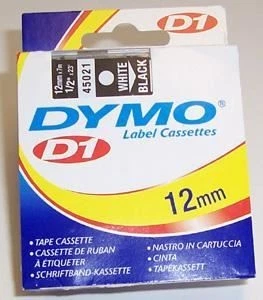 D1
12mm x 7m
1/2" x 23'
45021
WHITE
BLACK
DYMO®
Label Cassettes
D1
12mm
• TAPE CASSETTE
• CASSETTE DE RUBAN
À ÉTIQUETER
• SCHRIFTBAND-KASSETTE
• NASTRO IN CARTUCCIA
• CINTA
• TAPEKASSETT